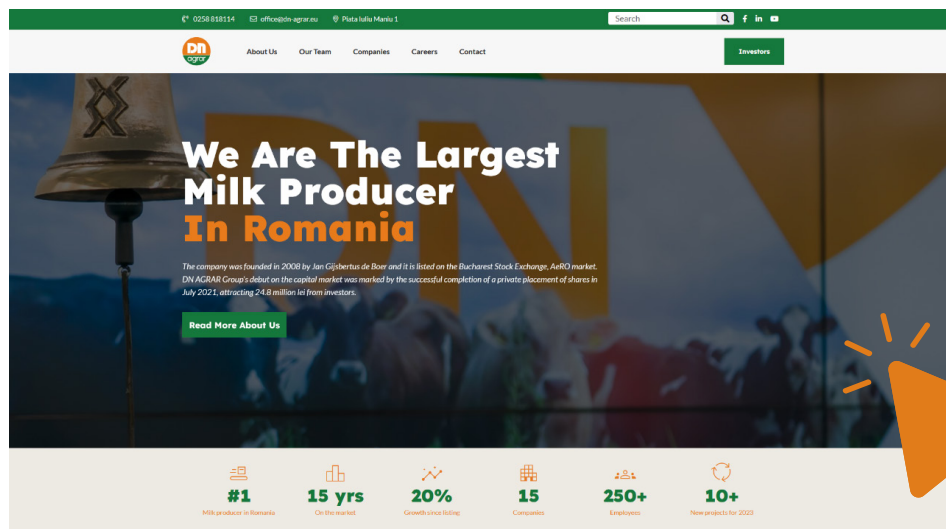 0258 818114 office@dn-agrar.eu Piata Iuliu Maniu 1 Search
DN
agrar
About Us Our Team Companies Careers Contact Investors
DN
We Are The Largest
Milk Producer
In Romania
The company was founded in 2008 by Jan Gijsbertus de Boer and it is listed on the Bucharest Stock Exchange, AeRO market.
DN AGRAR Group's debut on the capital market was marked by the successful completion of a private placement of shares in
July 2021, attracting 24.8 million lei from investors.
Read More About Us
#1 15 yrs 20% 15 250+ 10+
Milk producer in Romania On the market Growth since listing Companies Employees New projects for 2023